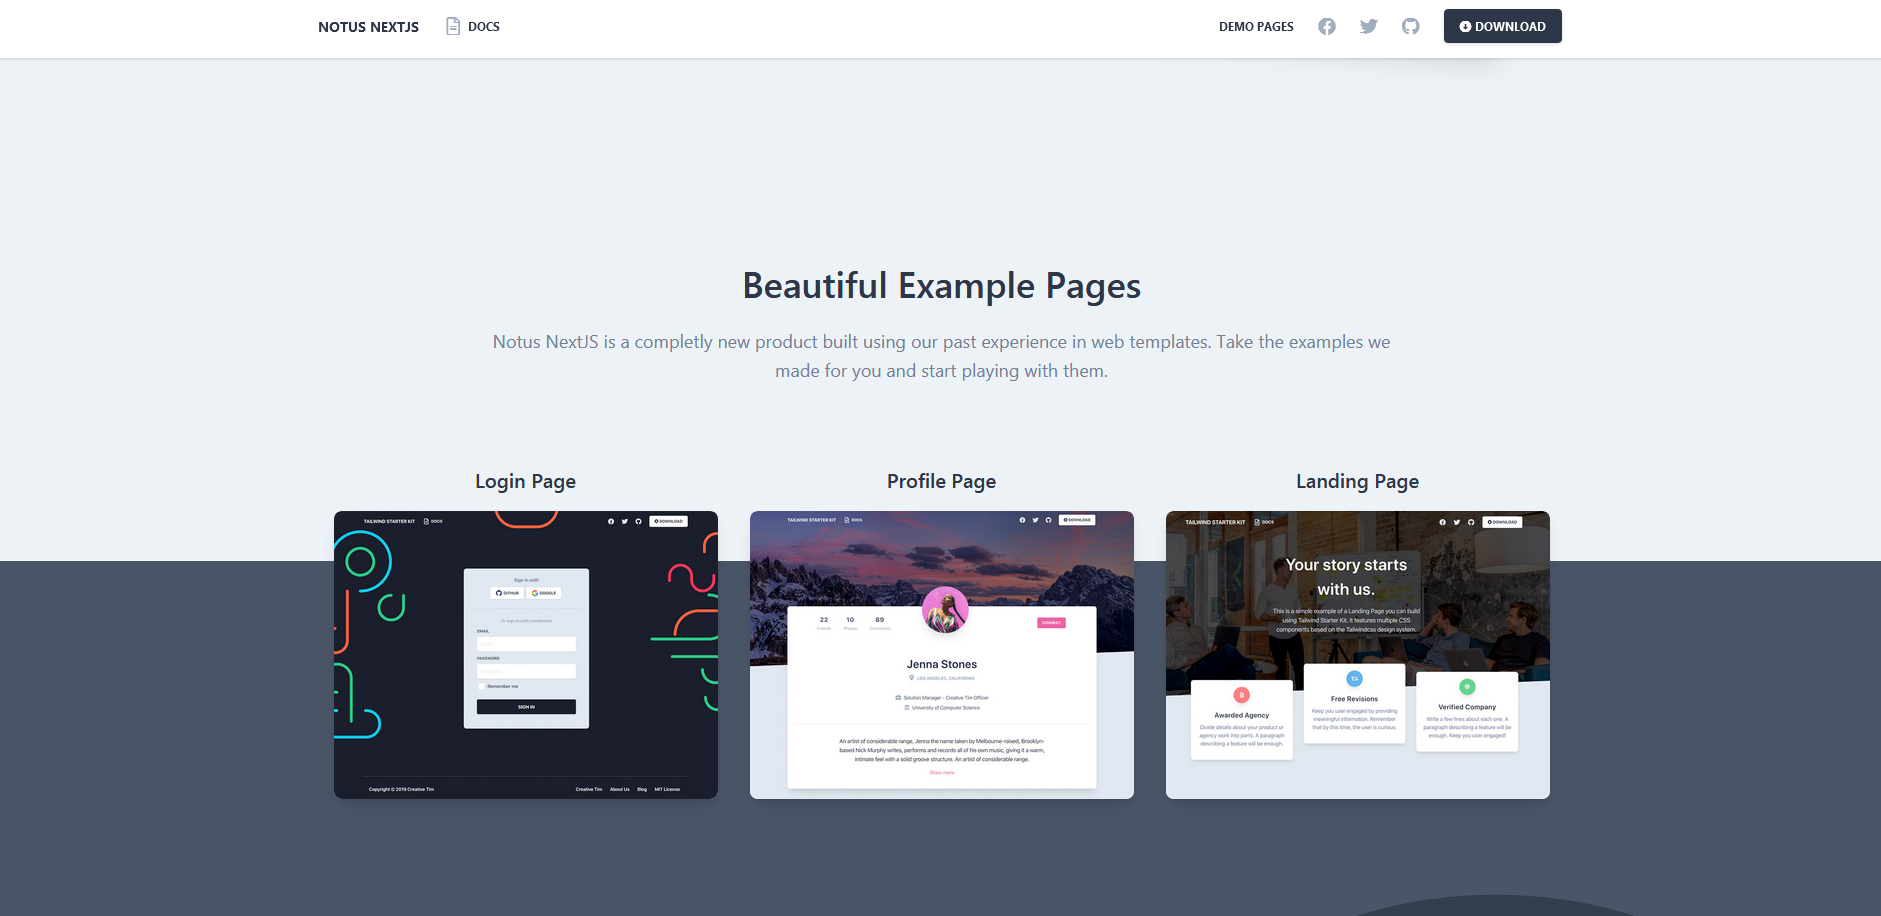 NOTUS NEXTJS DOCS DEMO PAGES DOWNLOAD
Beautiful Example Pages
Notus NextJS is a completly new product built using our past experience in web templates. Take the examples we
made for you and start playing with them.
Login Page
TAILWIND STARTER KIT DOCS DOWNLOAD
Sign in with
GITHUB GOOGLE
Or sign in with credentials
EMAIL
PASSWORD
Remember me
SIGN IN
Copyright © 2019 Creative Tim Creative Tim About Us Blog MIT License
Profile Page
TAILWIND STARTER KIT DOCS DOWNLOAD
22 10 89
Friends Photos Comments
CONNECT
Jenna Stones
LOS ANGELES, CALIFORNIA
Solution Manager - Creative Tim Officer
University of Computer Science
An artist of considerable range, Jenna the name taken by Melbourne-raised, Brooklyn-
based Nick Murphy writes, performs and records all of his own music, giving it a warm,
intimate feel with a solid groove structure. An artist of considerable range.
Show more
Landing Page
TAILWIND STARTER KIT DOCS DOWNLOAD
Your story starts
with us.
This is a simple example of a Landing Page you can build
using Tailwind Starter Kit. It features multiple CSS
components based on the Tailwindcss design system.
Awarded Agency
Divide details about your product or
agency work into parts. A paragraph
describing a feature will be enough.
Free Revisions
Keep you user engaged by providing
meaningful information. Remember
that by this time, the user is curious.
Verified Company
Write a few lines about each one. A
paragraph describing a feature will be
enough. Keep you user engaged!